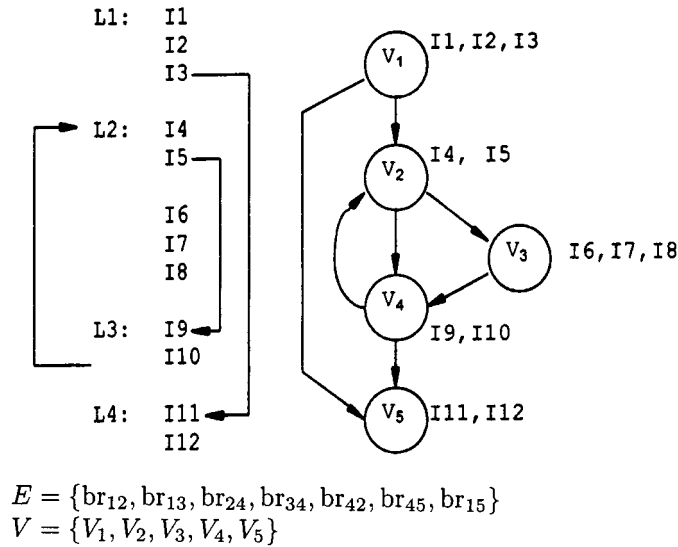 L1: I1
I2
I3
L2: I4
I5
I6
I7
I8
L3: I9
I10
L4: I11
I12
V₁ I1, I2, I3
V₂ I4, I5
V₃ I6, I7, I8
V₄ I9, I10
V₅ I11, I12
E = {br₁₂, br₁₃, br₂₄, br₃₄, br₄₂, br₄₅, br₁₅}
V = {V₁, V₂, V₃, V₄, V₅}